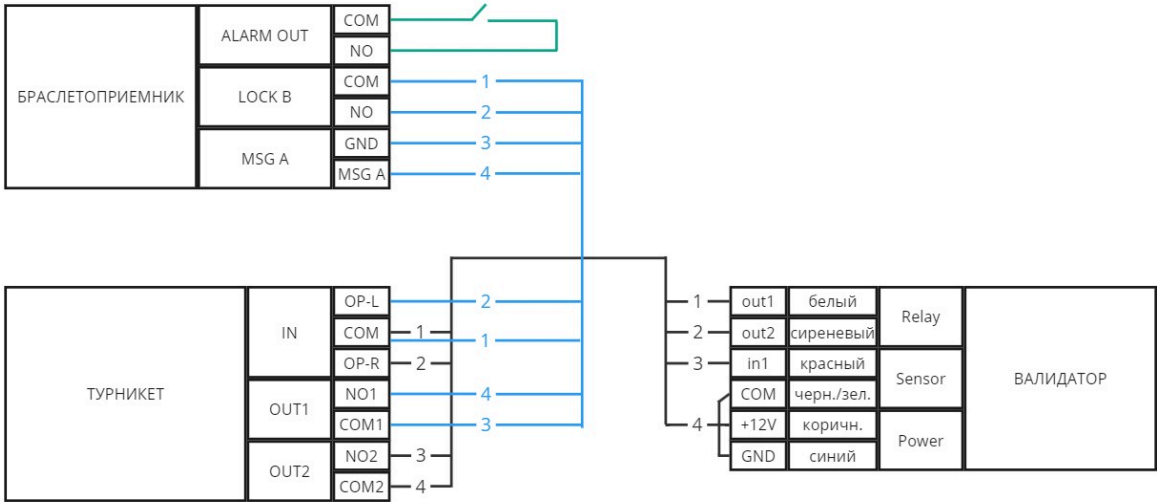 БРАСЛЕТОПРИЕМНИК
ALARM OUT
COM
NO
LOCK B
COM
1
NO
2
MSG A
GND
3
MSG A
4
ТУРНИКЕТ
IN
OP-L
2
COM
1
1
OP-R
2
OUT1
NO1
4
COM1
3
OUT2
NO2
3
COM2
4
1
out1
белый
Relay
2
out2
сиреневый
3
in1
красный
Sensor
COM
черн./зел.
4
+12V
коричн.
Power
GND
синий
ВАЛИДАТОР